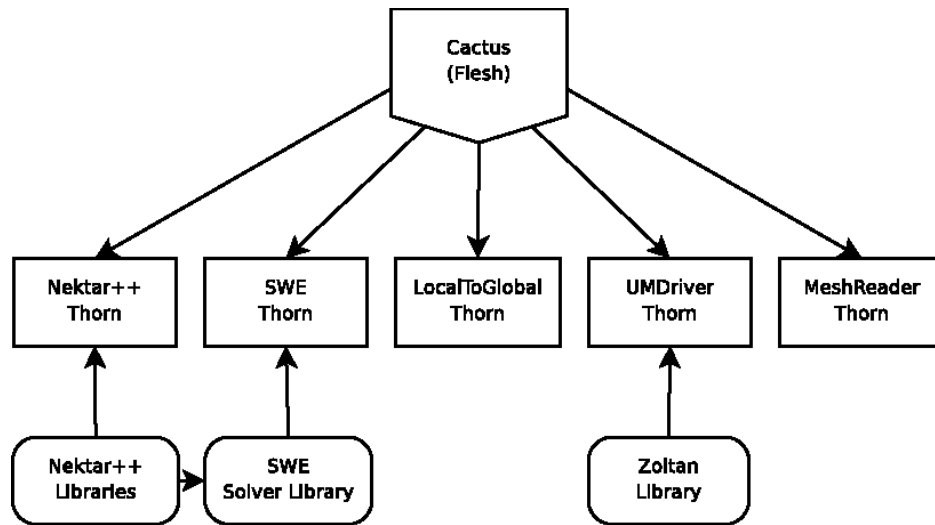 Cactus
(Flesh)
Nektar++
Thorn
SWE
Thorn
LocalToGlobal
Thorn
UMDriver
Thorn
MeshReader
Thorn
Nektar++
Libraries
SWE
Solver Library
Zoltan
Library